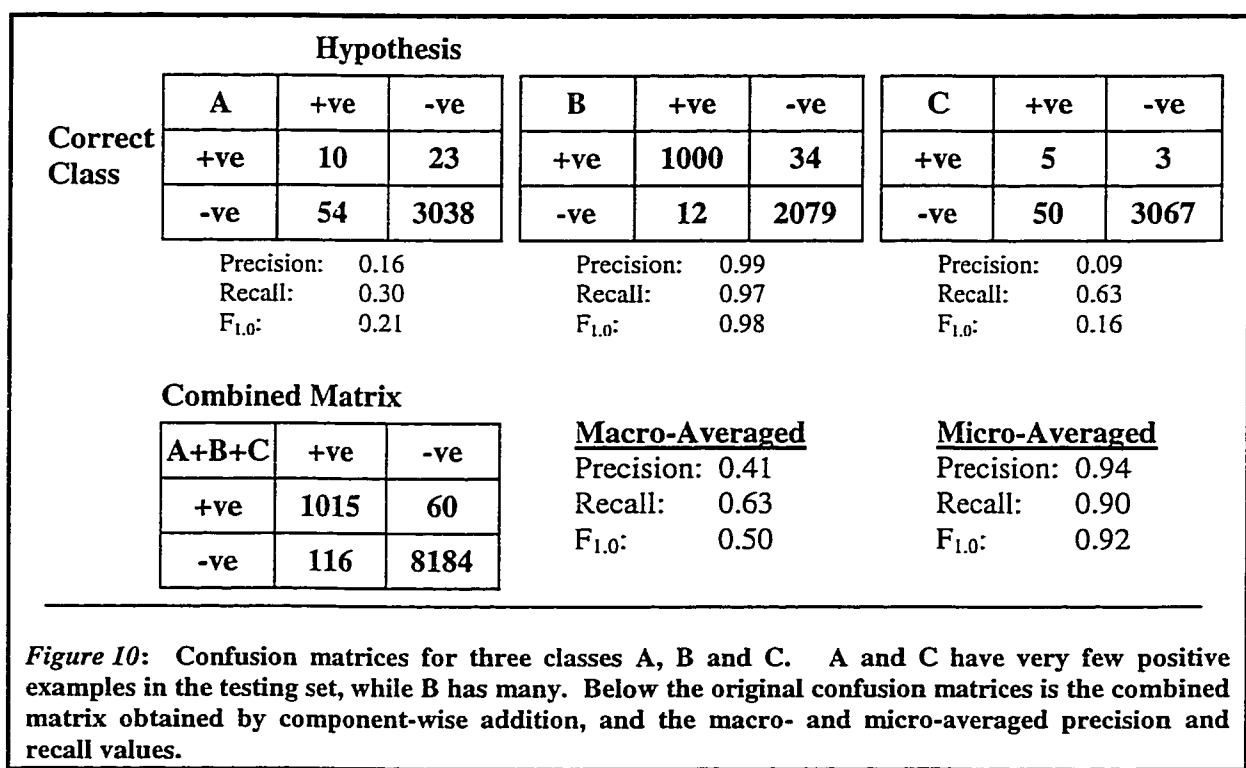 Hypothesis
Correct Class
A +ve -ve
+ve 10 23
-ve 54 3038
B +ve -ve
+ve 1000 34
-ve 12 2079
C +ve -ve
+ve 5 3
-ve 50 3067
Precision: 0.16
Recall: 0.30
F1.0: 0.21
Precision: 0.99
Recall: 0.97
F1.0: 0.98
Precision: 0.09
Recall: 0.63
F1.0: 0.16
Combined Matrix
A+B+C +ve -ve
+ve 1015 60
-ve 116 8184
Macro-Averaged
Precision: 0.41
Recall: 0.63
F1.0: 0.50
Micro-Averaged
Precision: 0.94
Recall: 0.90
F1.0: 0.92
Figure 10: Confusion matrices for three classes A, B and C. A and C have very few positive
examples in the testing set, while B has many. Below the original confusion matrices is the combined
matrix obtained by component-wise addition, and the macro- and micro-averaged precision and
recall values.